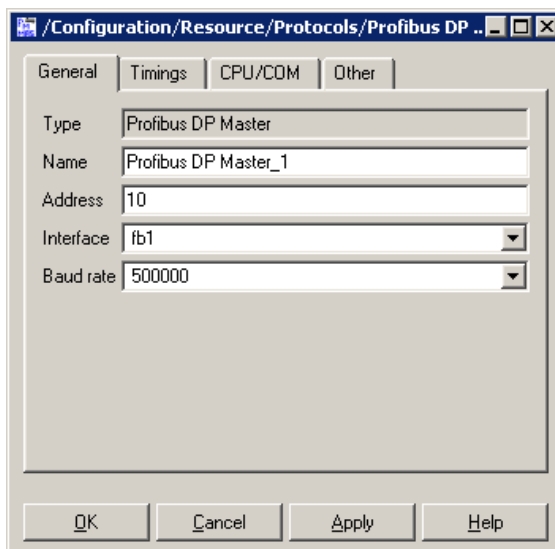 /Configuration/Resource/Protocols/Profibus DP ..
General Timings CPU/COM Other
Type Profibus DP Master
Name Profibus DP Master_1
Address 10
Interface fb1
Baud rate 500000
OK Cancel Apply Help